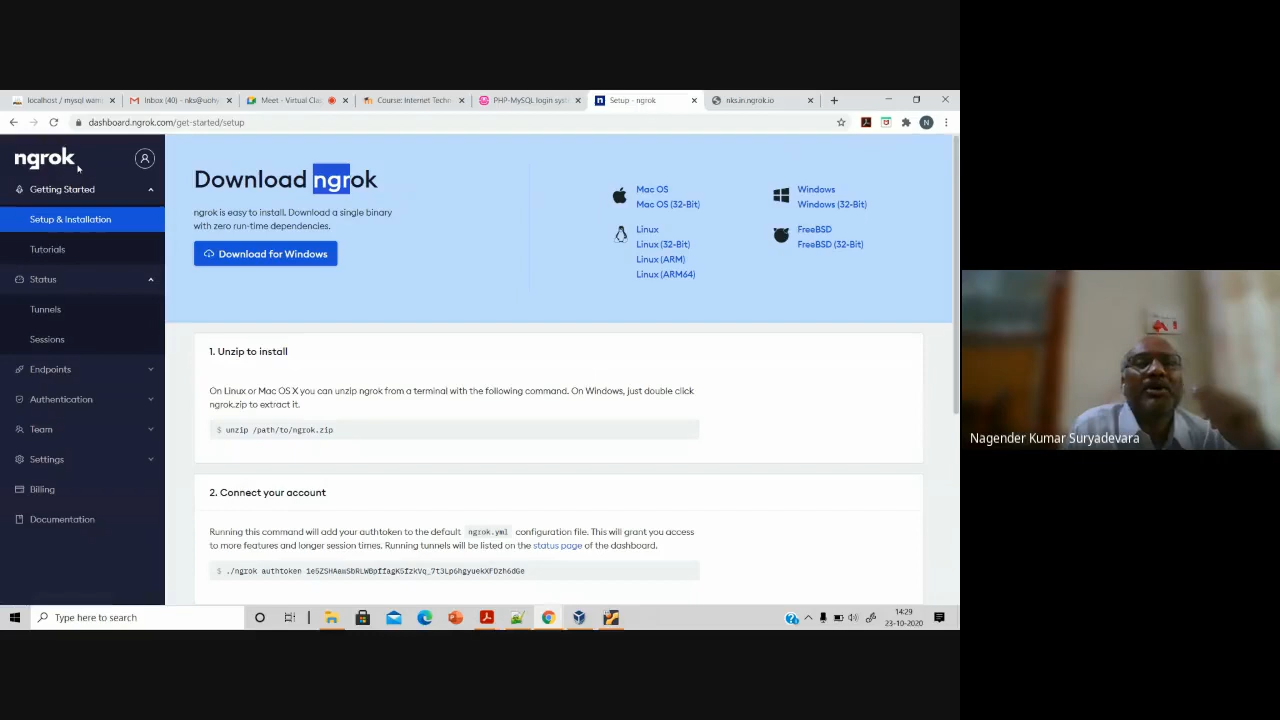 localhost / mysql wam
Inbox (40) - nks@uohy
Meet - Virtual Cla
Course: Internet Techn
PHP-MySQL login syst
Setup - ngrok
nks.in.ngrok.io
dashboard.ngrok.com/get-started/setup
N
ngrok
Getting Started
Setup & Installation
Tutorials
Status
Tunnels
Sessions
Endpoints
Authentication
Team
Settings
Billing
Documentation
Download ngrok
ngrok is easy to install. Download a single binary
with zero run-time dependencies.
Download for Windows
Mac OS
Mac OS (32-Bit)
Linux
Linux (32-Bit)
Linux (ARM)
Linux (ARM64)
Windows
Windows (32-Bit)
FreeBSD
FreeBSD (32-Bit)
1. Unzip to install
On Linux or Mac OS X you can unzip ngrok from a terminal with the following command. On Windows, just double click
ngrok.zip to extract it.
$ unzip /path/to/ngrok.zip
2. Connect your account
Running this command will add your authtoken to the default ngrok.yml configuration file. This will grant you access
to more features and longer session times. Running tunnels will be listed on the status page of the dashboard.
$ ./ngrok authtoken
Type here to search
14:29
23-10-2020
Nagender Kumar Suryadevara